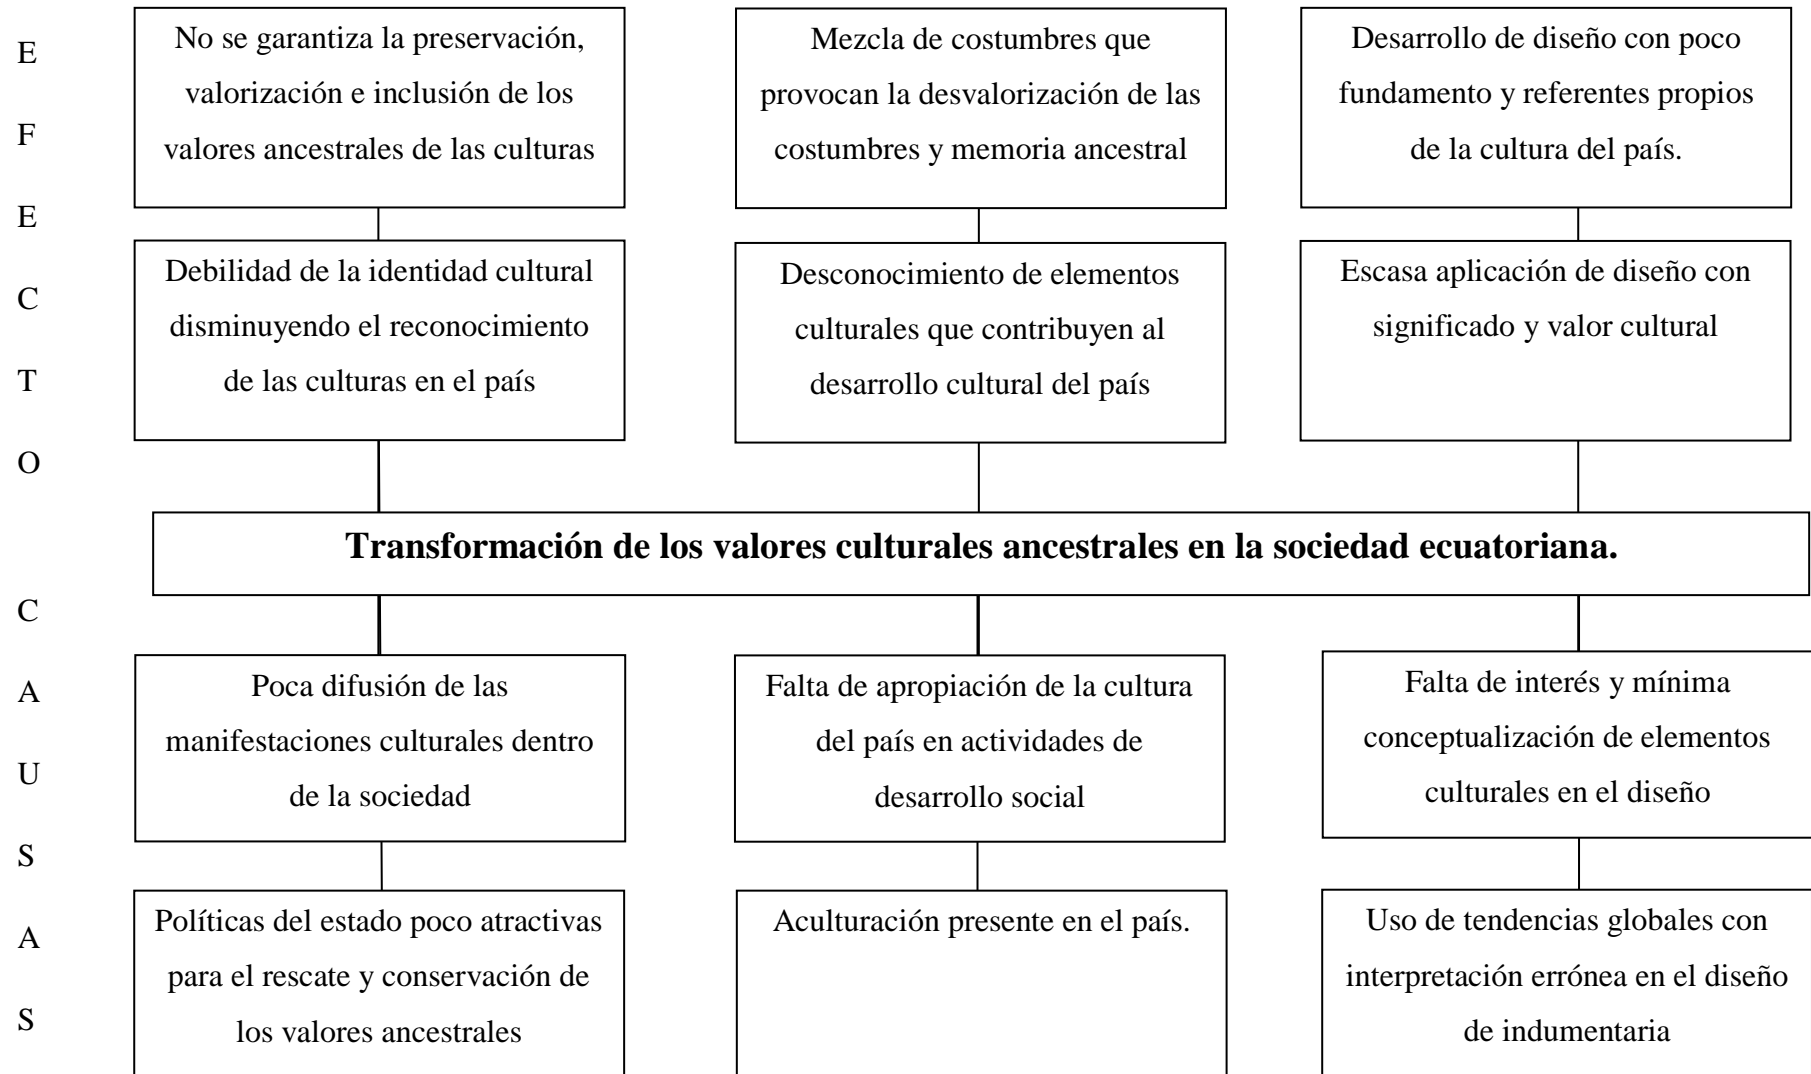 EFECTO
No se garantiza la preservación,
valorización e inclusión de los
valores ancestrales de las culturas
Mezcla de costumbres que
provocan la desvalorización de las
costumbres y memoria ancestral
Desarrollo de diseño con poco
fundamento y referentes propios
de la cultura del país.
Debilidad de la identidad cultural
disminuyendo el reconocimiento
de las culturas en el país
Desconocimiento de elementos
culturales que contribuyen al
desarrollo cultural del país
Escasa aplicación de diseño con
significado y valor cultural
Transformación de los valores culturales ancestrales en la sociedad ecuatoriana.
CAUSAS
Poca difusión de las
manifestaciones culturales dentro
de la sociedad
Falta de apropiación de la cultura
del país en actividades de
desarrollo social
Falta de interés y mínima
conceptualización de elementos
culturales en el diseño
Políticas del estado poco atractivas
para el rescate y conservación de
los valores ancestrales
Aculturación presente en el país.
Uso de tendencias globales con
interpretación errónea en el diseño
de indumentaria